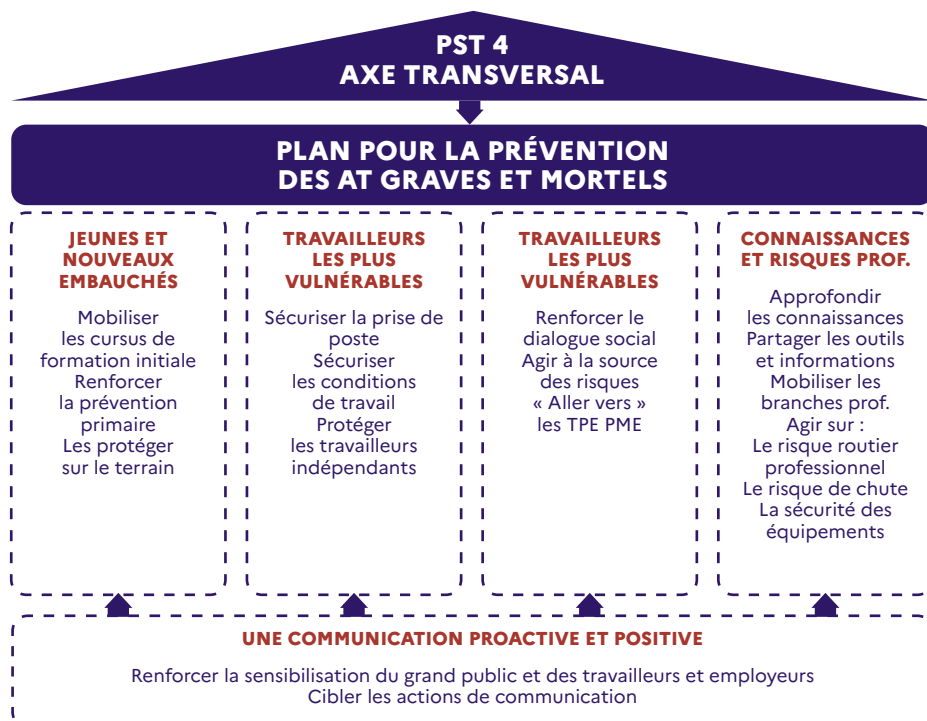 PST 4
AXE TRANSVERSAL
PLAN POUR LA PRÉVENTION
DES AT GRAVES ET MORTELS
JEUNES ET
NOUVEAUX
EMBAUCHÉS
Mobiliser
les cursus de
formation initiale
Renforcer
la prévention
primaire
Les protéger
sur le terrain
TRAVAILLEURS
LES PLUS
VULNÉRABLES
Sécuriser la prise de
poste
Sécuriser
les conditions
de travail
Protéger
les travailleurs
indépendants
TRAVAILLEURS
LES PLUS
VULNÉRABLES
Renforcer le
dialogue social
Agir à la source
des risques
« Aller vers »
les TPE PME
CONNAISSANCES
ET RISQUES PROF.
Approfondir
les connaissances
Partager les outils
et informations
Mobiliser les
branches prof.
Agir sur :
Le risque routier
professionnel
Le risque de chute
La sécurité des
équipements
UNE COMMUNICATION PROACTIVE ET POSITIVE
Renforcer la sensibilisation du grand public et des travailleurs et employeurs
Cibler les actions de communication